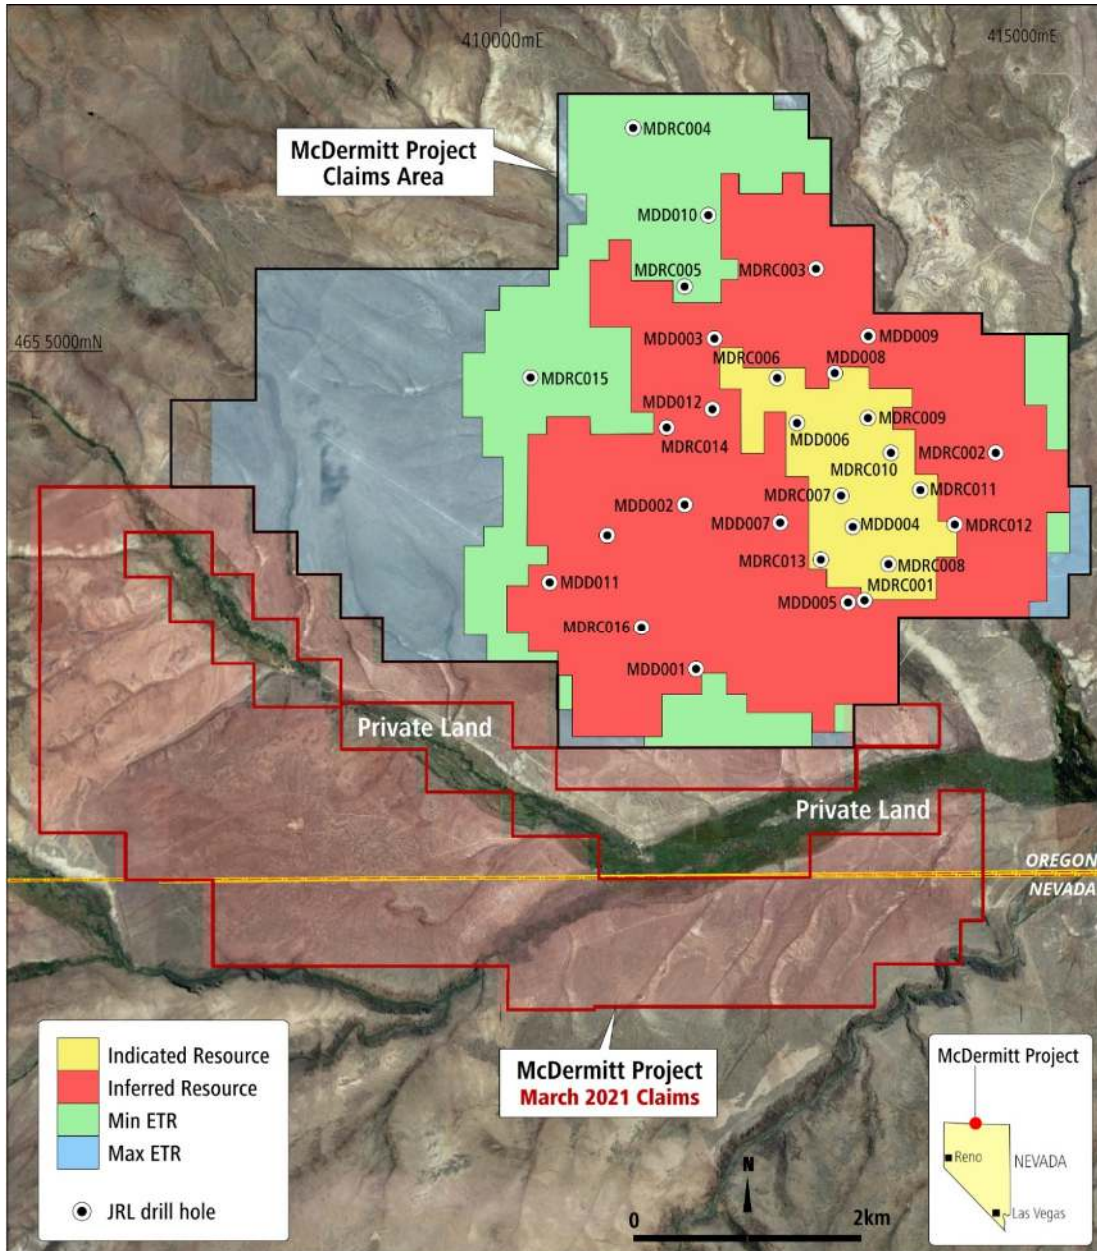 410000mE
415000mE
McDermitt Project
Claims Area
MDRC004
MDD010
MDRC005
MDRC003
465 5000mN
MDD003
MDD009
MDRC006
MDD008
MDRC015
MDD012
MDRC009
MDD006
MDRC014
MDRC010
MDRC002
MDRC007
MDRC011
MDD002
MDD007
MDD004
MDRC012
MDRC013
MDRC008
MDD011
MDRC001
MDD005
MDRC016
MDD001
Private Land
Private Land
OREGON
NEVADA
McDermitt Project
March 2021 Claims
Indicated Resource
Inferred Resource
Min ETR
Max ETR
JRL drill hole
N
0
2km
McDermitt Project
Reno
NEVADA
Las Vegas